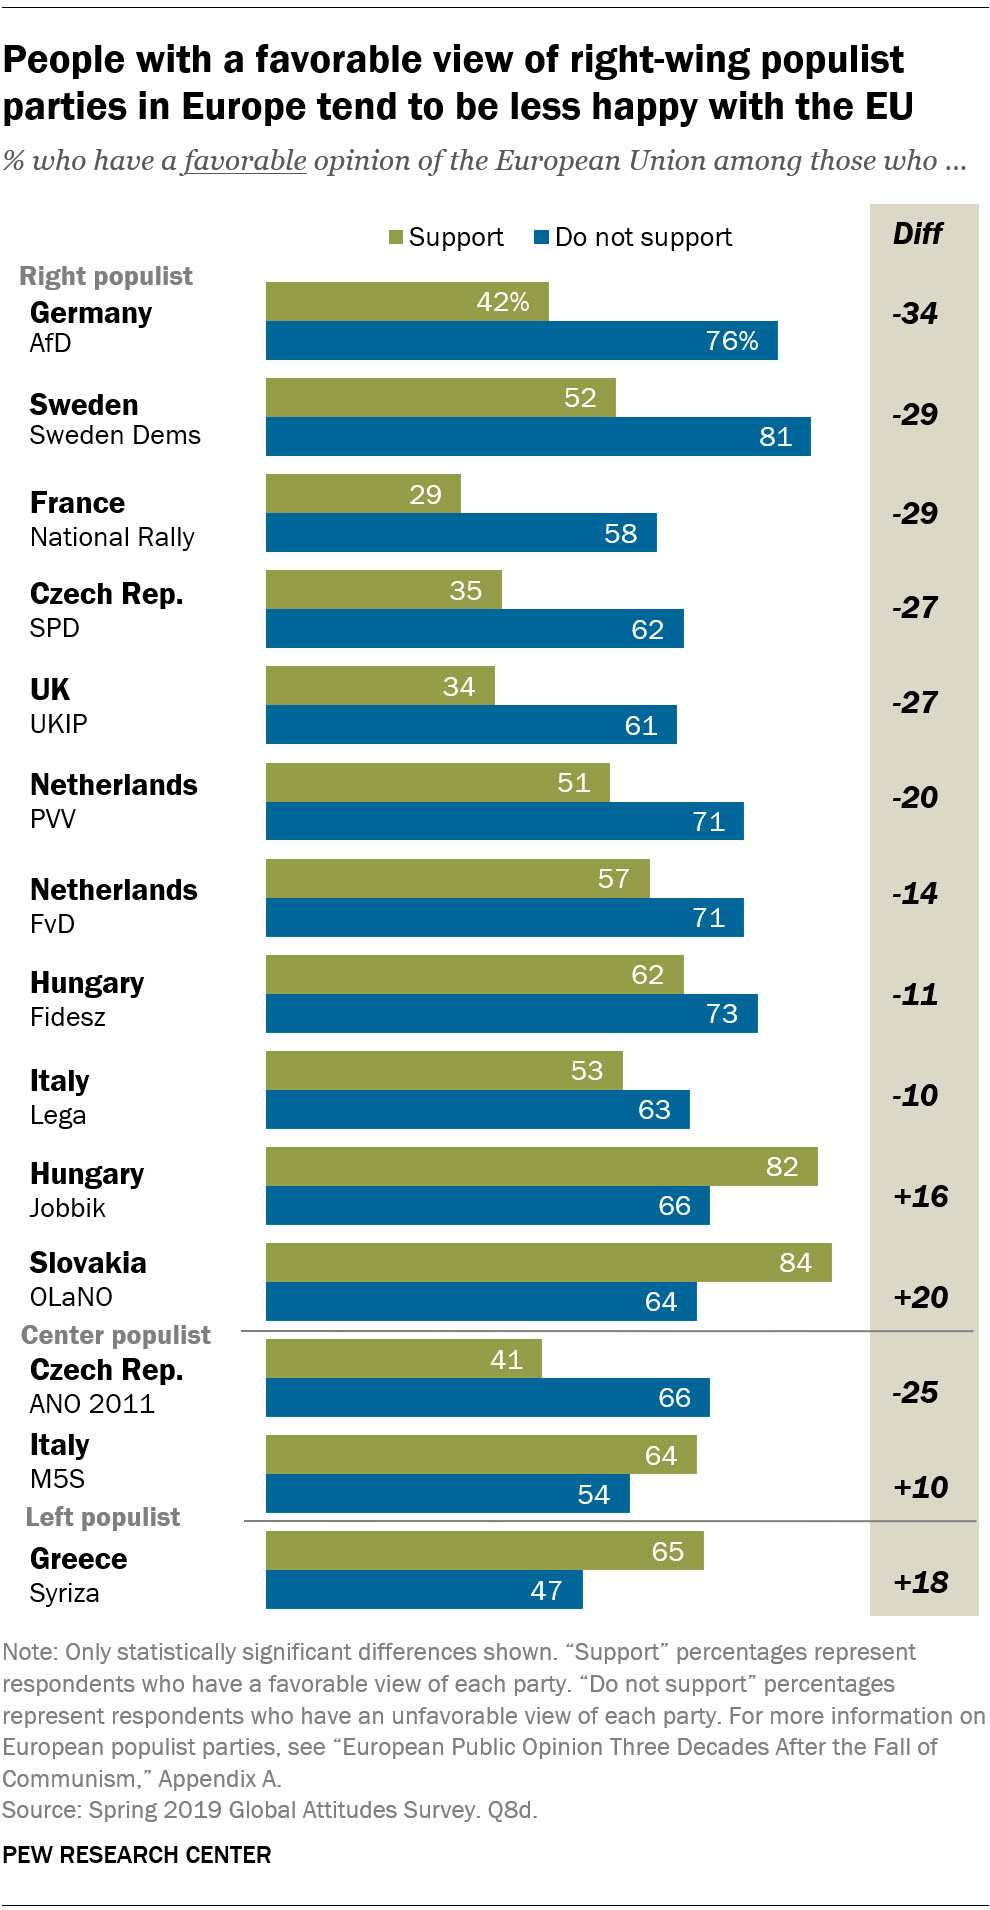 People with a favorable view of right-wing populist
parties in Europe tend to be less happy with the EU
% who have a favorable opinion of the European Union among those who ...
Support Do not support Diff
Right populist
Germany
AfD
42%
76%
-34
Sweden
Sweden Dems
52
81
-29
France
National Rally
29
58
-29
Czech Rep.
SPD
35
62
-27
UK
UKIP
34
61
-27
Netherlands
PVV
51
71
-20
Netherlands
FvD
57
71
-14
Hungary
Fidesz
62
73
-11
Italy
Lega
53
63
-10
Hungary
Jobbik
82
66
+16
Slovakia
OLaNO
84
64
+20
Center populist
Czech Rep.
ANO 2011
41
66
-25
Italy
M5S
64
54
+10
Left populist
Greece
Syriza
65
47
+18
Note: Only statistically significant differences shown. “Support” percentages represent
respondents who have a favorable view of each party. “Do not support” percentages
represent respondents who have an unfavorable view of each party. For more information on
European populist parties, see “European Public Opinion Three Decades After the Fall of
Communism,” Appendix A.
Source: Spring 2019 Global Attitudes Survey. Q8d.
PEW RESEARCH CENTER